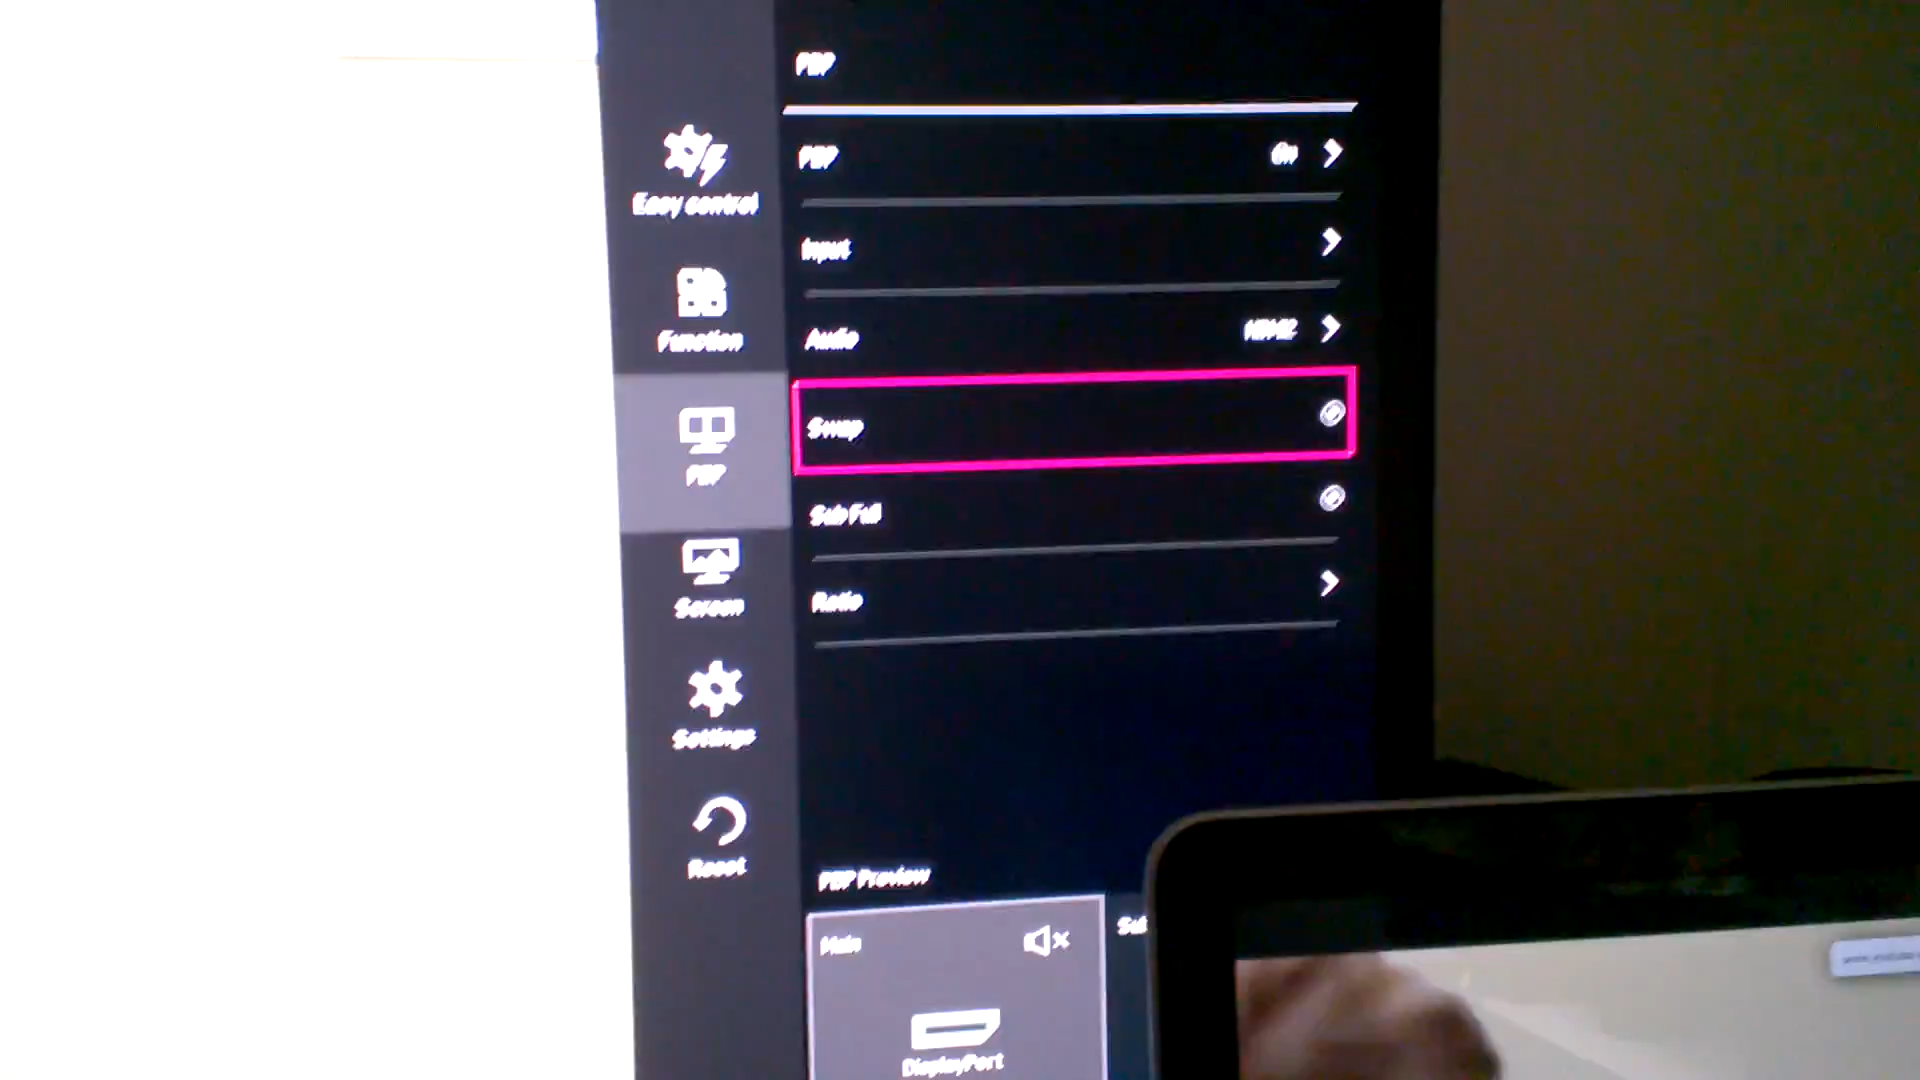 PBP
PBP On
Input
Audio HDMI2
Swap
Sub Full
Ratio
Easy control
Function
PBP
Screen
Settings
Reset
PBP Preview
Main
Sub
DisplayPort